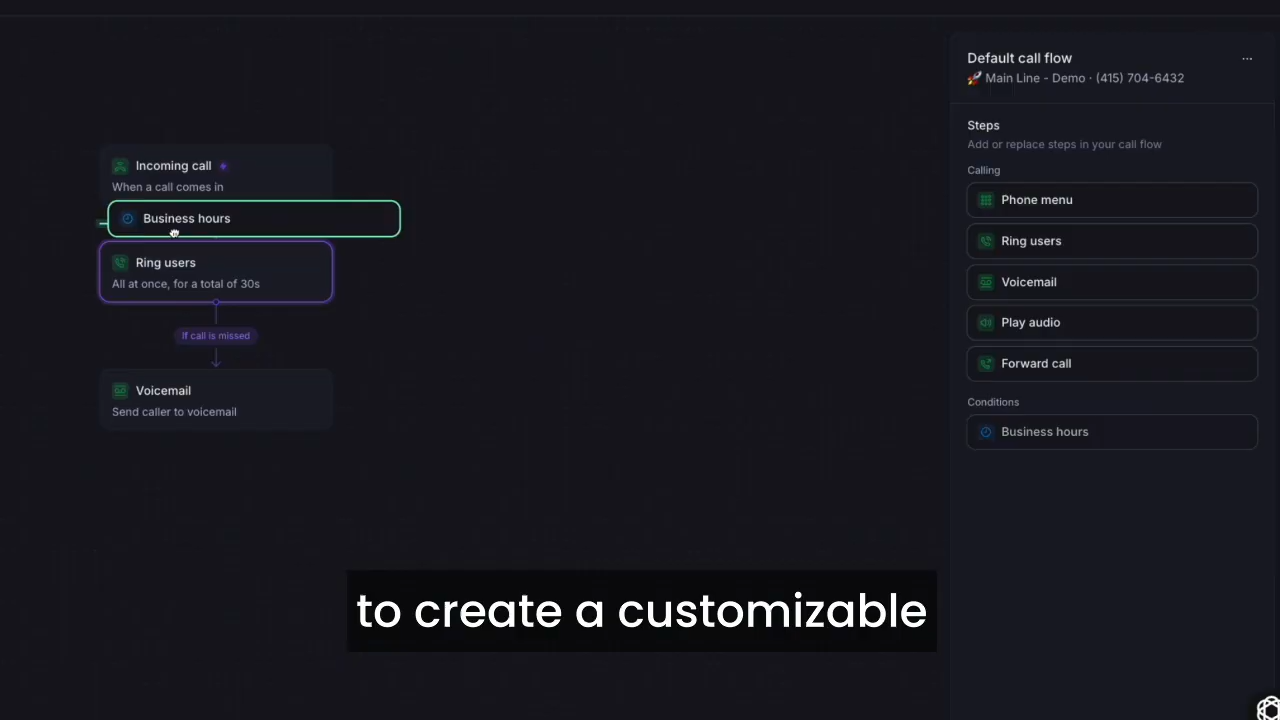 Incoming call
When a call comes in
Business hours
Ring users
All at once, for a total of 30s
If call is missed
Voicemail
Send caller to voicemail
Default call flow
🚀 Main Line - Demo · (415) 704-6432
Steps
Add or replace steps in your call flow
Calling
Phone menu
Ring users
Voicemail
Play audio
Forward call
Conditions
Business hours
to create a customizable